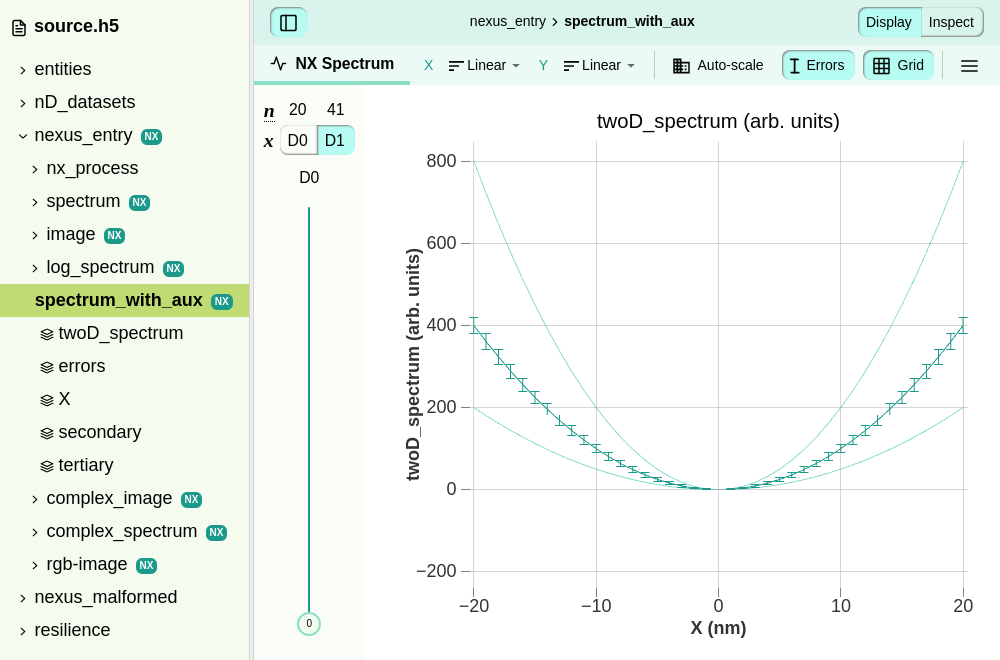 source.h5
entities
nD_datasets
nexus_entry NX
nx_process
spectrum NX
image NX
log_spectrum NX
spectrum_with_aux NX
twoD_spectrum
errors
X
secondary
tertiary
complex_image NX
complex_spectrum NX
rgb-image NX
nexus_malformed
resilience
nexus_entry › spectrum_with_aux
Display Inspect
NX Spectrum X Linear Y Linear Auto-scale Errors Grid
n 20 41
x D0 D1
D0
0
twoD_spectrum (arb. units)
800
600
400
200
0
−200
twoD_spectrum (arb. units)
−20 −10 0 10 20
X (nm)